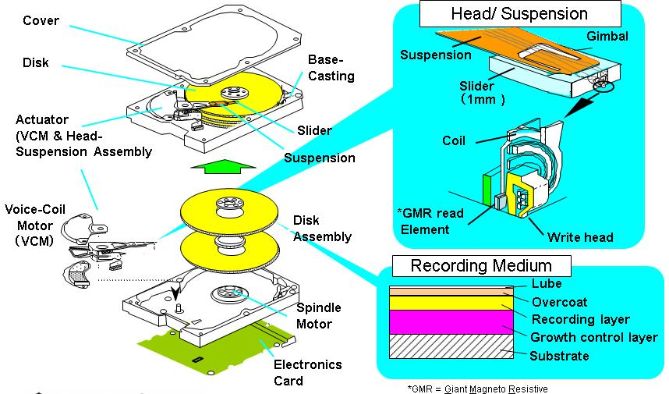 Cover
Disk
Actuator
(VCM & Head-
Suspension Assembly
Voice-Coil
Motor
(VCM)
Base-
Casting
Slider
Suspension
Disk
Assembly
Spindle
Motor
Electronics
Card
Head/ Suspension
Suspension
Gimbal
Slider
(1mm)
Coil
*GMR read
Element
Write head
Recording Medium
Lube
Overcoat
Recording layer
Growth control layer
Substrate
*GMR = Giant Magneto Resistive